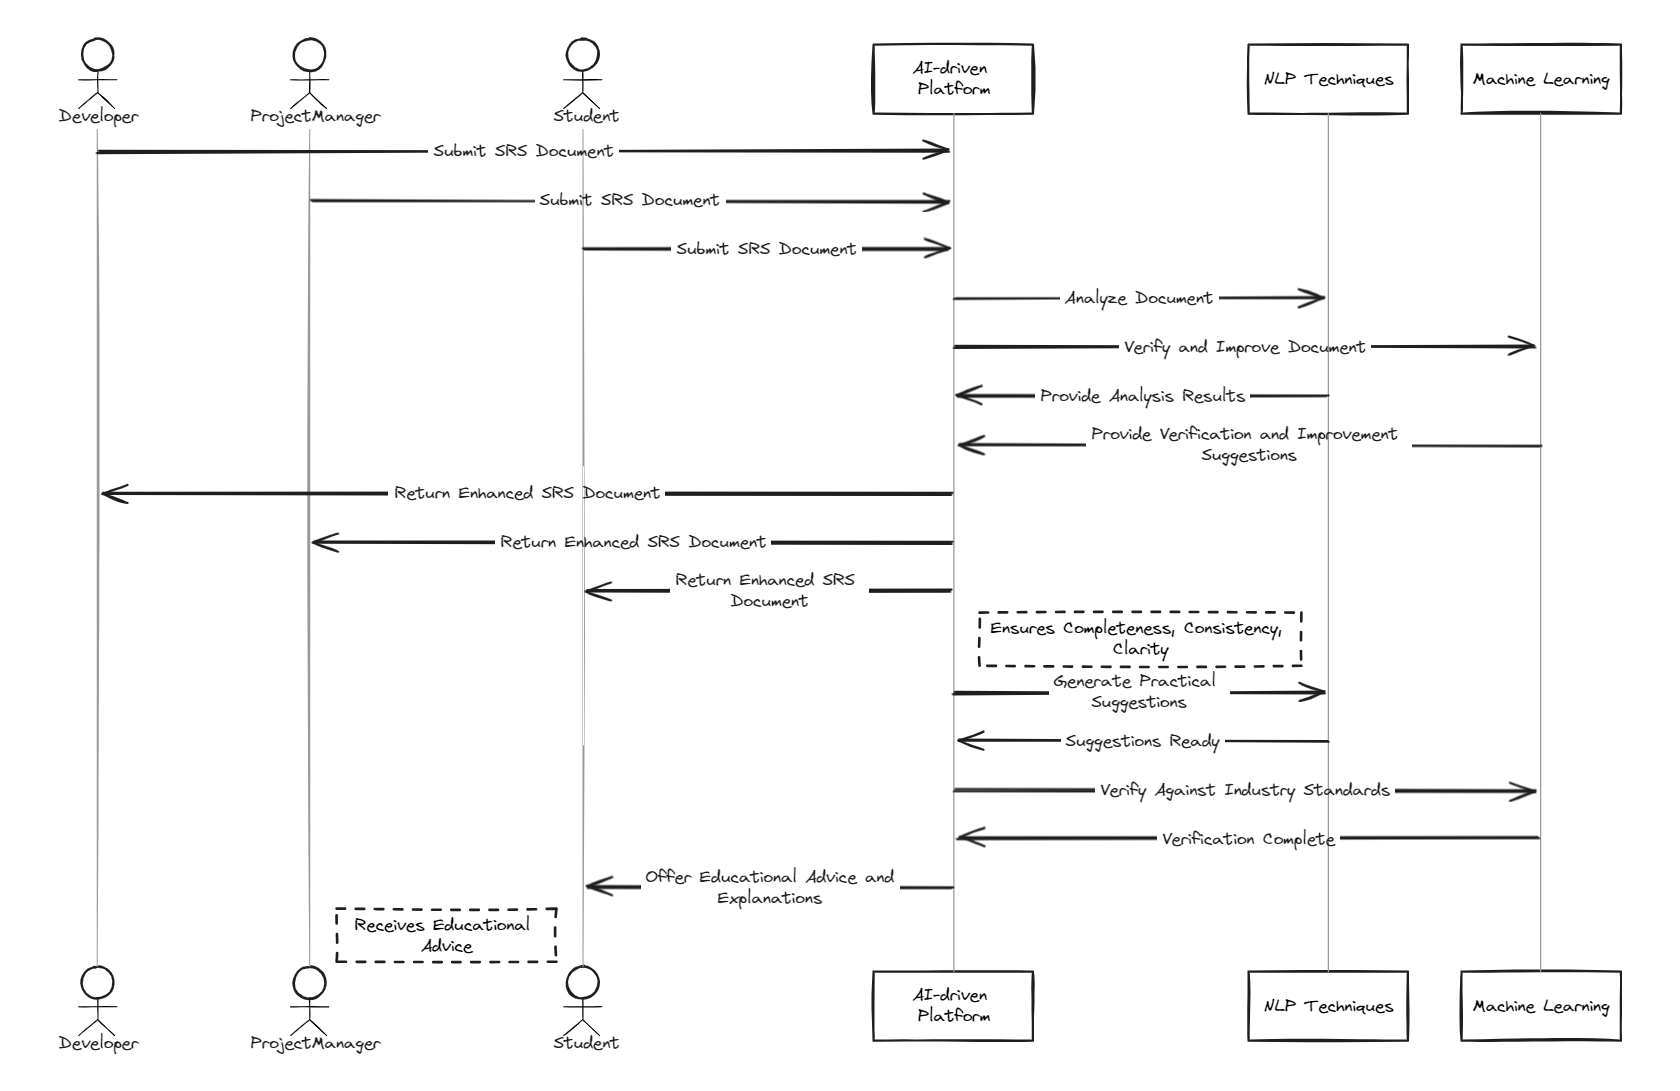 Developer
ProjectManager
Student
AI-driven
Platform
NLP Techniques
Machine Learning
Submit SRS Document
Submit SRS Document
Submit SRS Document
Analyze Document
Verify and Improve Document
Provide Analysis Results
Provide Verification and Improvement
Suggestions
Return Enhanced SRS Document
Return Enhanced SRS Document
Return Enhanced SRS
Document
Ensures Completeness, Consistency,
Clarity
Generate Practical
Suggestions
Suggestions Ready
Verify Against Industry Standards
Verification Complete
Offer Educational Advice and
Explanations
Receives Educational
Advice
Developer
ProjectManager
Student
AI-driven
Platform
NLP Techniques
Machine Learning